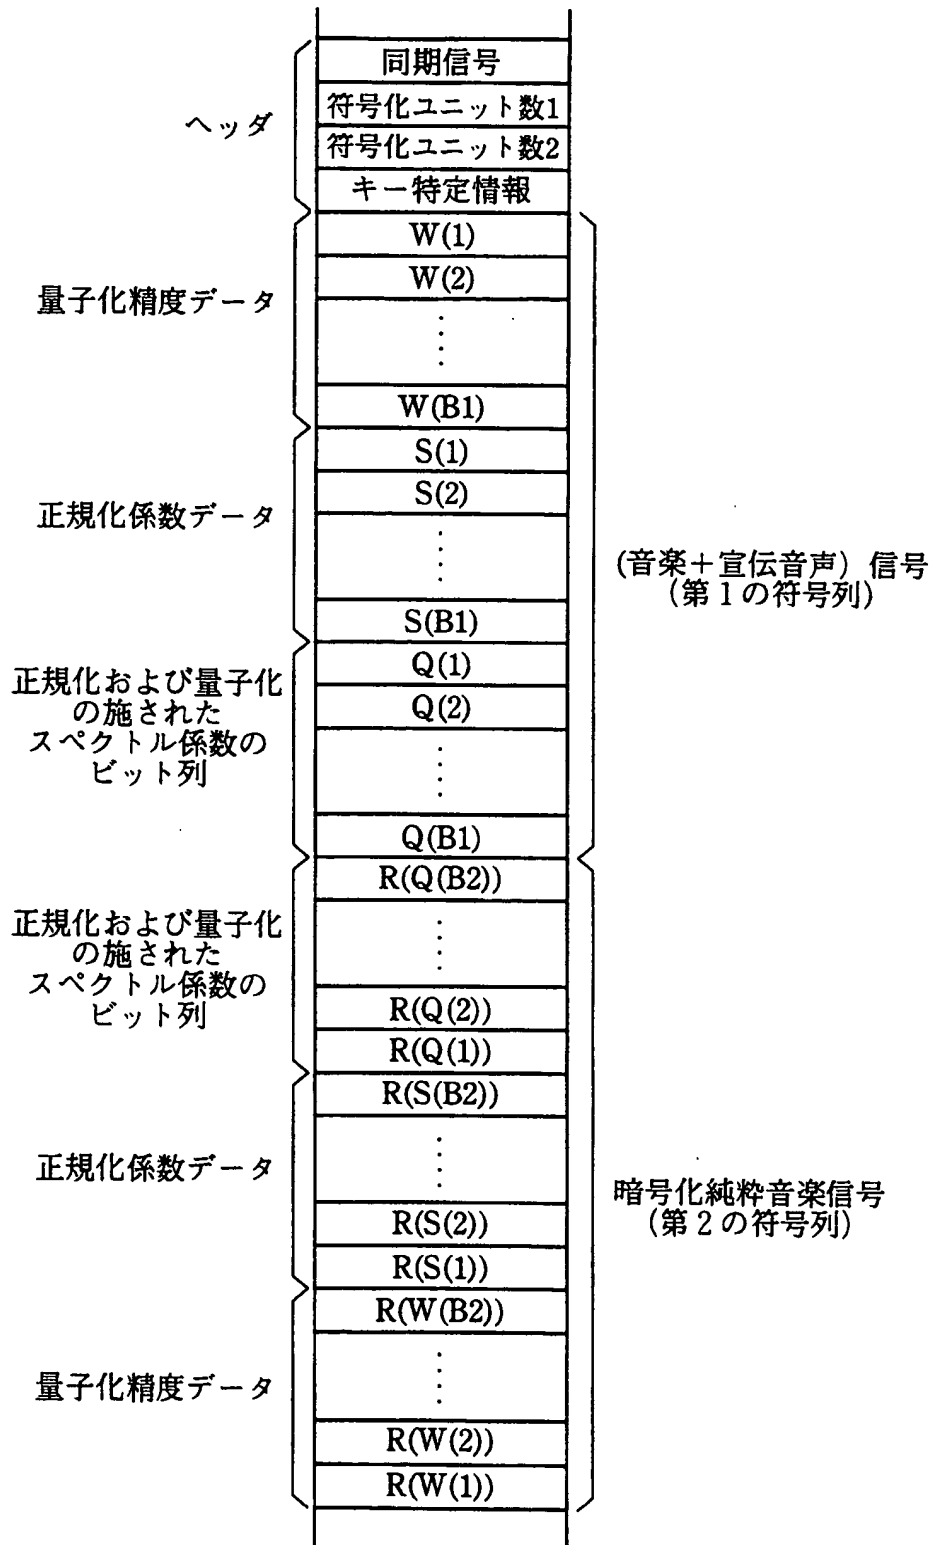 同期信号
符号化ユニット数1
符号化ユニット数2
キー特定情報
ヘッダ
W(1)
W(2)
W(B1)
量子化精度データ
S(1)
S(2)
S(B1)
正規化係数データ
Q(1)
Q(2)
Q(B1)
正規化および量子化
の施された
スペクトル係数の
ビット列
(音楽+宣伝音声)信号
(第1の符号列)
R(Q(B2))
R(Q(2))
R(Q(1))
正規化および量子化
の施された
スペクトル係数の
ビット列
R(S(B2))
R(S(2))
R(S(1))
正規化係数データ
R(W(B2))
R(W(2))
R(W(1))
量子化精度データ
暗号化純粋音楽信号
(第2の符号列)